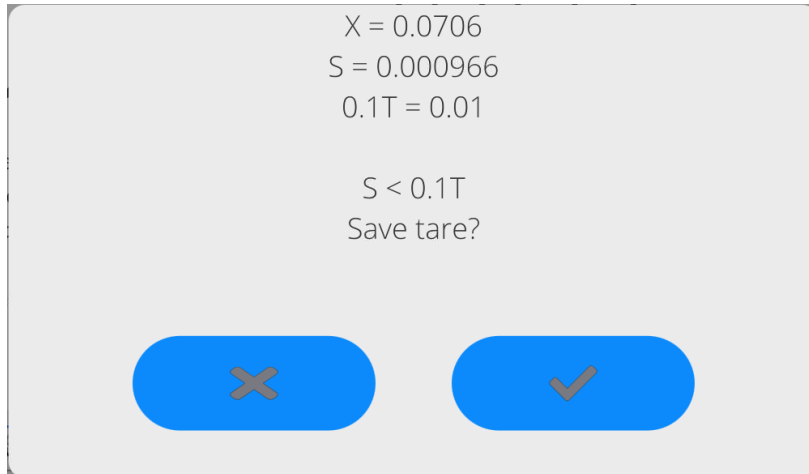 X = 0.0706
S = 0.000966
0.1T = 0.01
S < 0.1T
Save tare?